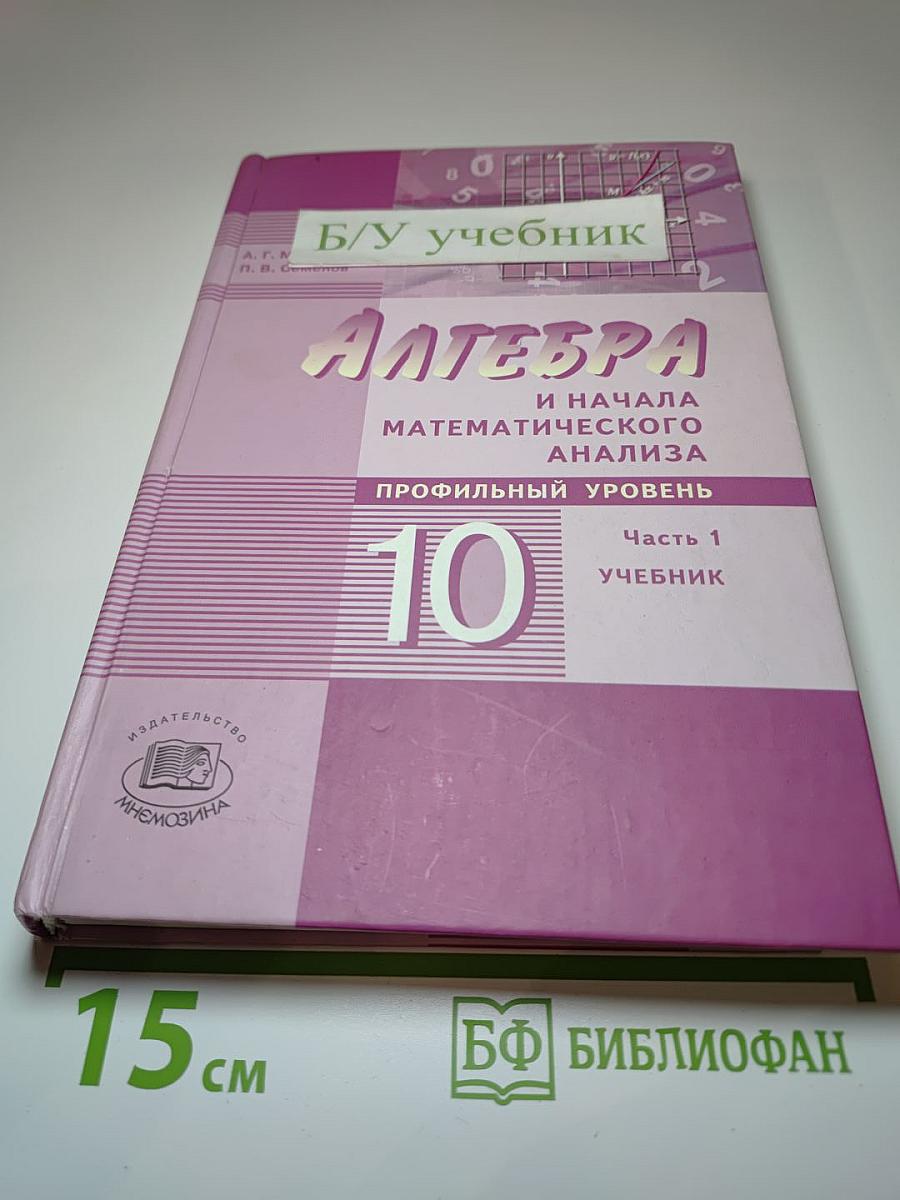 Б/У учебник
А. Г.
П. В. Семенов
АЛГЕБРА
И НАЧАЛА
МАТЕМАТИЧЕСКОГО
АНАЛИЗА
ПРОФИЛЬНЫЙ УРОВЕНЬ
10
Часть 1
УЧЕБНИК
ИЗДАТЕЛЬСТВО
МНЕМОЗИНА
15 см
БФ БИБЛИОФАН